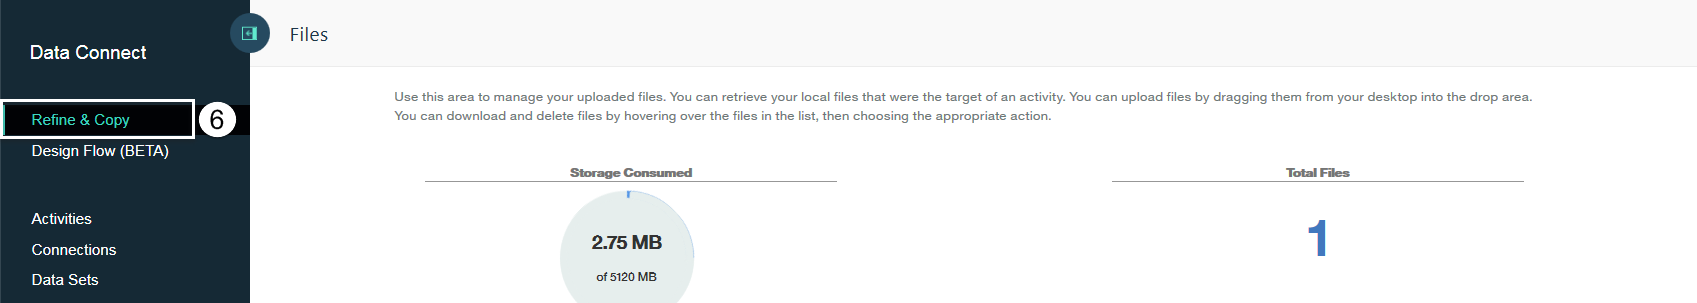 Data Connect
Refine & Copy
6
Design Flow (BETA)
Activities
Connections
Data Sets
Files
Use this area to manage your uploaded files. You can retrieve your local files that were the target of an activity. You can upload files by dragging them from your desktop into the drop area.
You can download and delete files by hovering over the files in the list, then choosing the appropriate action.
Storage Consumed
2.75 MB
of 5120 MB
Total Files
1